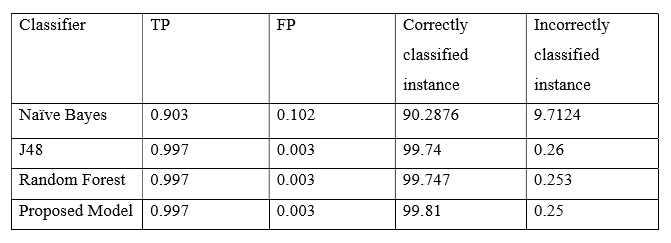 Classifier TP FP Correctly Incorrectly
classified classified
instance instance
Naïve Bayes 0.903 0.102 90.2876 9.7124
J48 0.997 0.003 99.74 0.26
Random Forest 0.997 0.003 99.747 0.253
Proposed Model 0.997 0.003 99.81 0.25